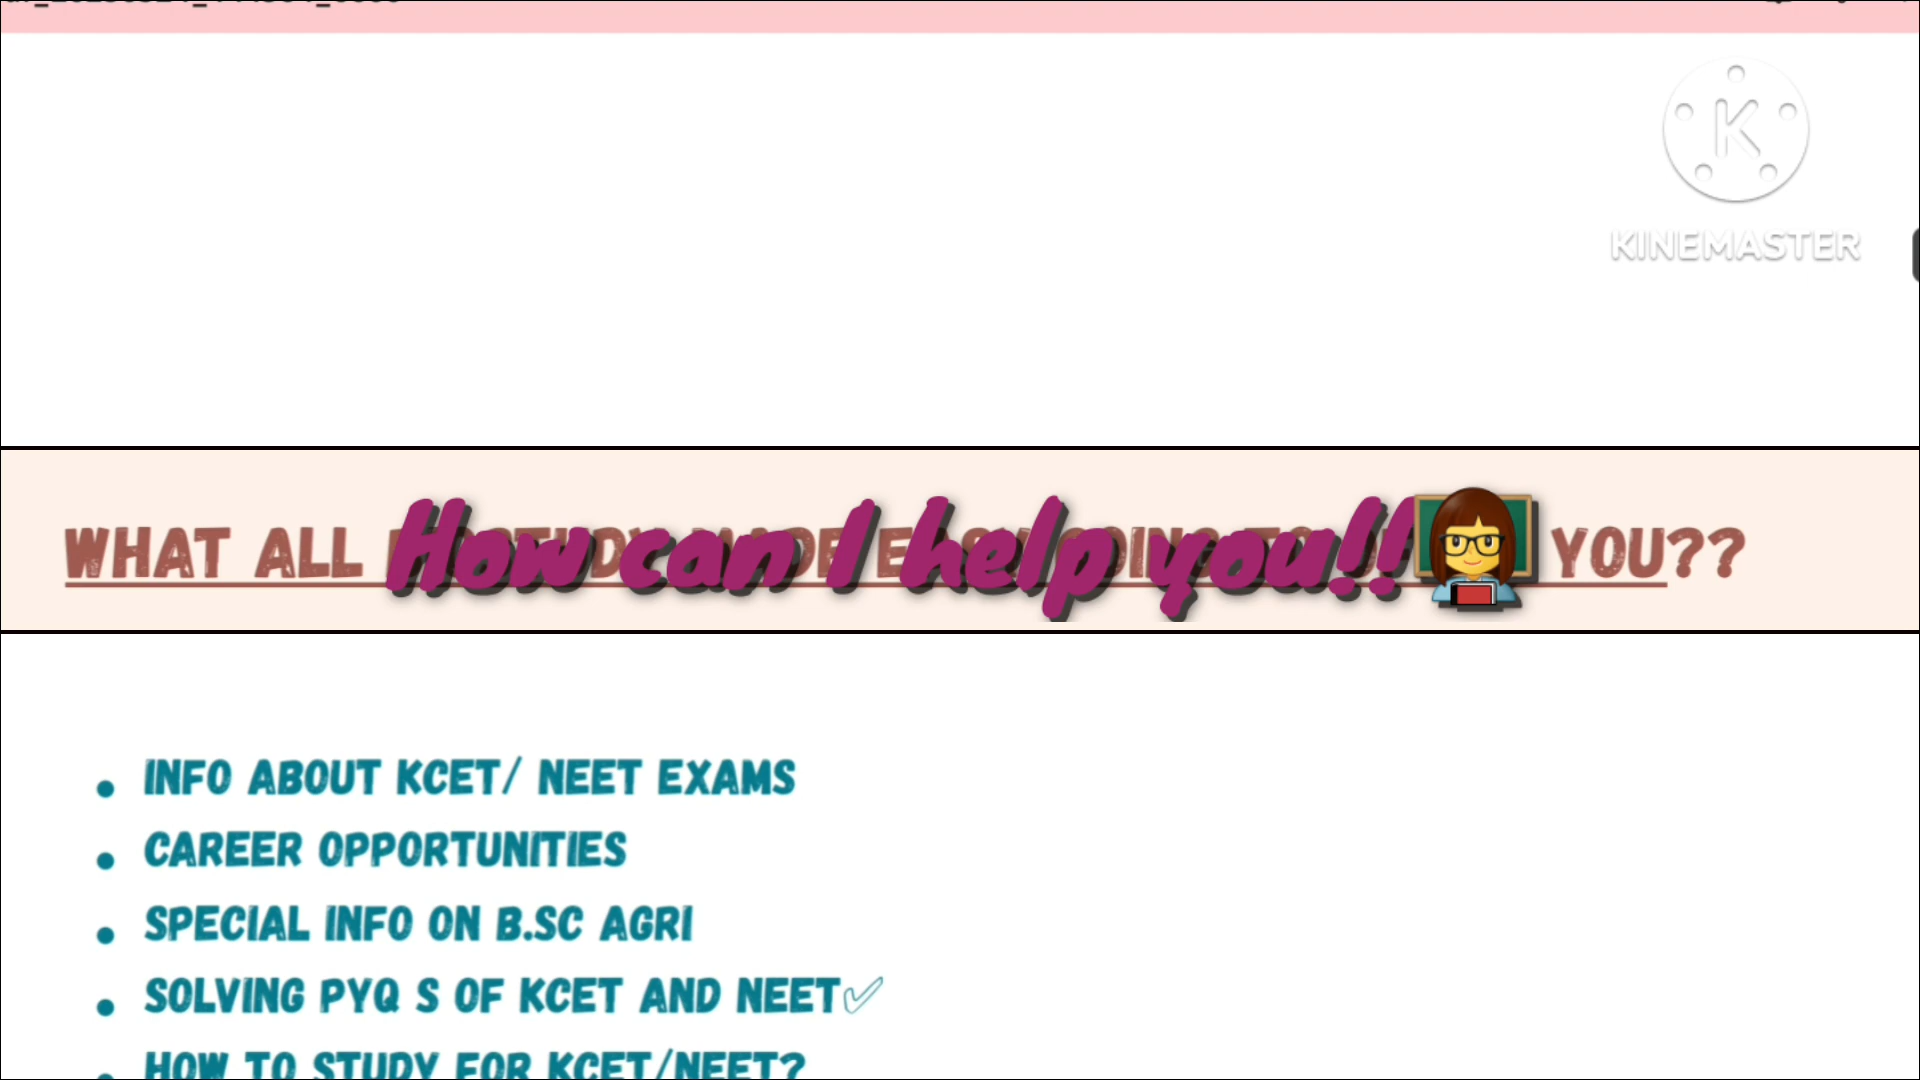 KINEMASTER
WHAT ALL YOU??
How can I help you!!
INFO ABOUT KCET/ NEET EXAMS
CAREER OPPORTUNITIES
SPECIAL INFO ON B.SC AGRI
SOLVING PYQ S OF KCET AND NEET✅
HOW TO STUDY FOR KCET/NEET?